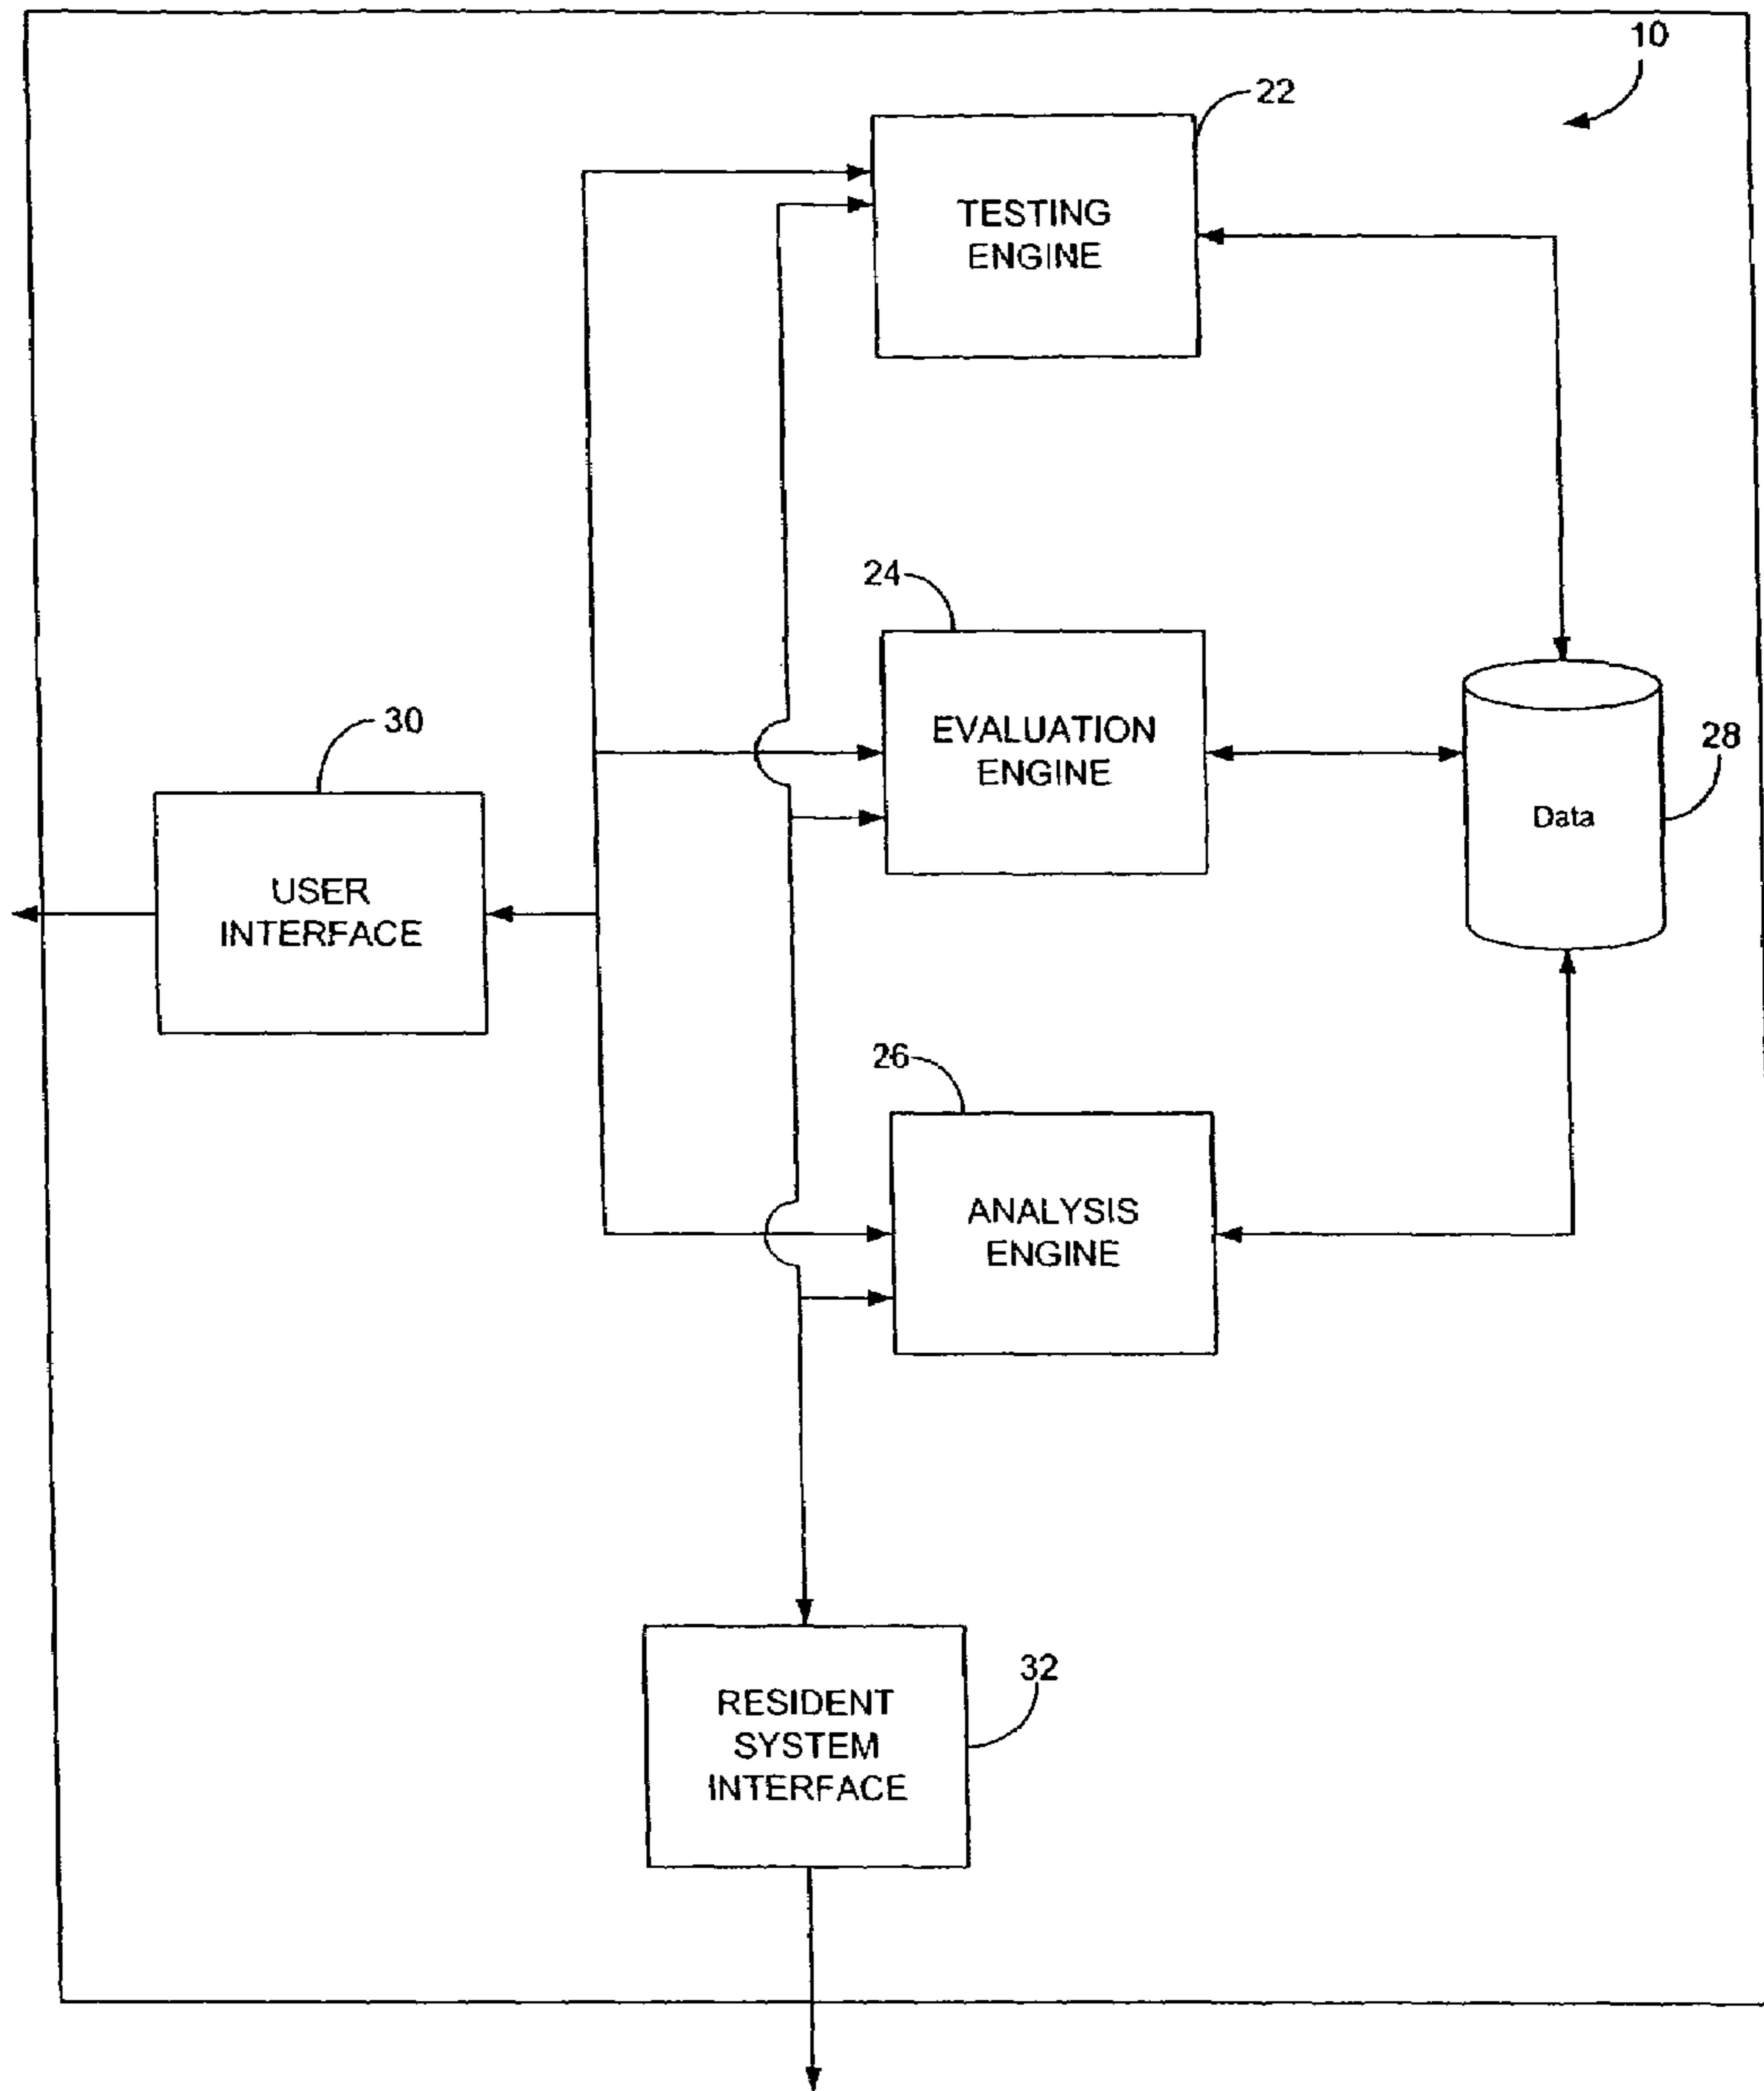 10
22
TESTING
ENGINE
24
EVALUATION
ENGINE
30
28
Data
USER
INTERFACE
26
ANALYSIS
ENGINE
32
RESIDENT
SYSTEM
INTERFACE